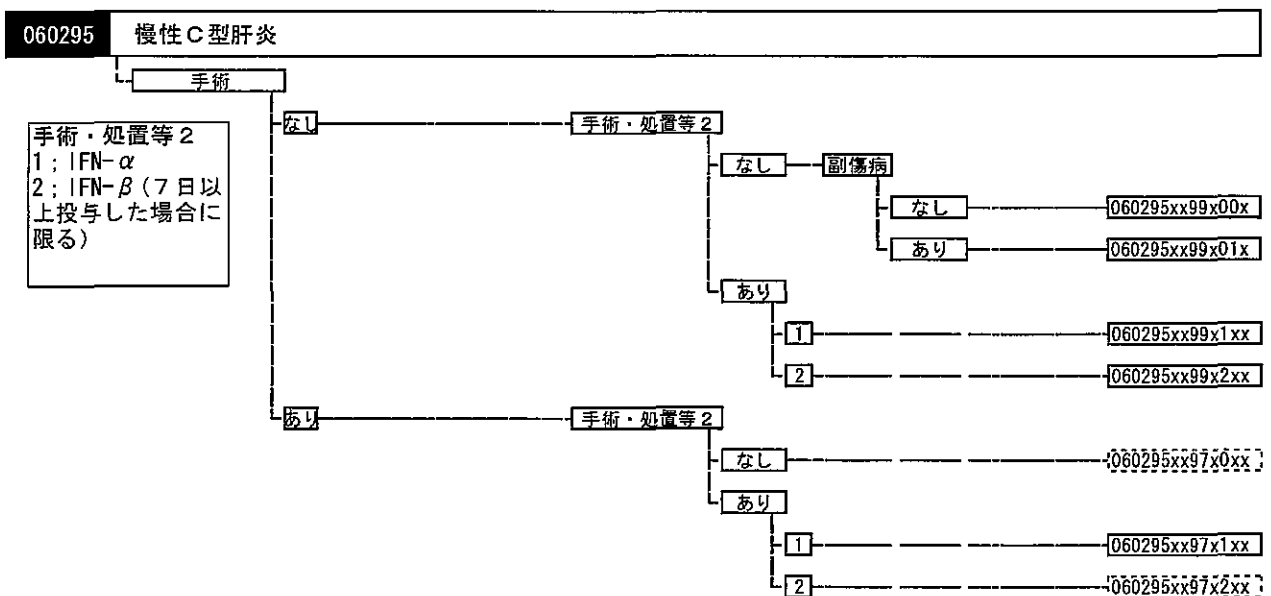 060295 慢性C型肝炎
手術
手術・処置等2
1;IFN-α
2;IFN-β(7日以
上投与した場合に
限る)
なし 手術・処置等2
なし 副傷病
なし 060295xx99x00x
あり 060295xx99x01x
あり
1 060295xx99x1xx
2 060295xx99x2xx
あり 手術・処置等2
なし 060295xx97x0xx
あり
1 060295xx97x1xx
2 060295xx97x2xx